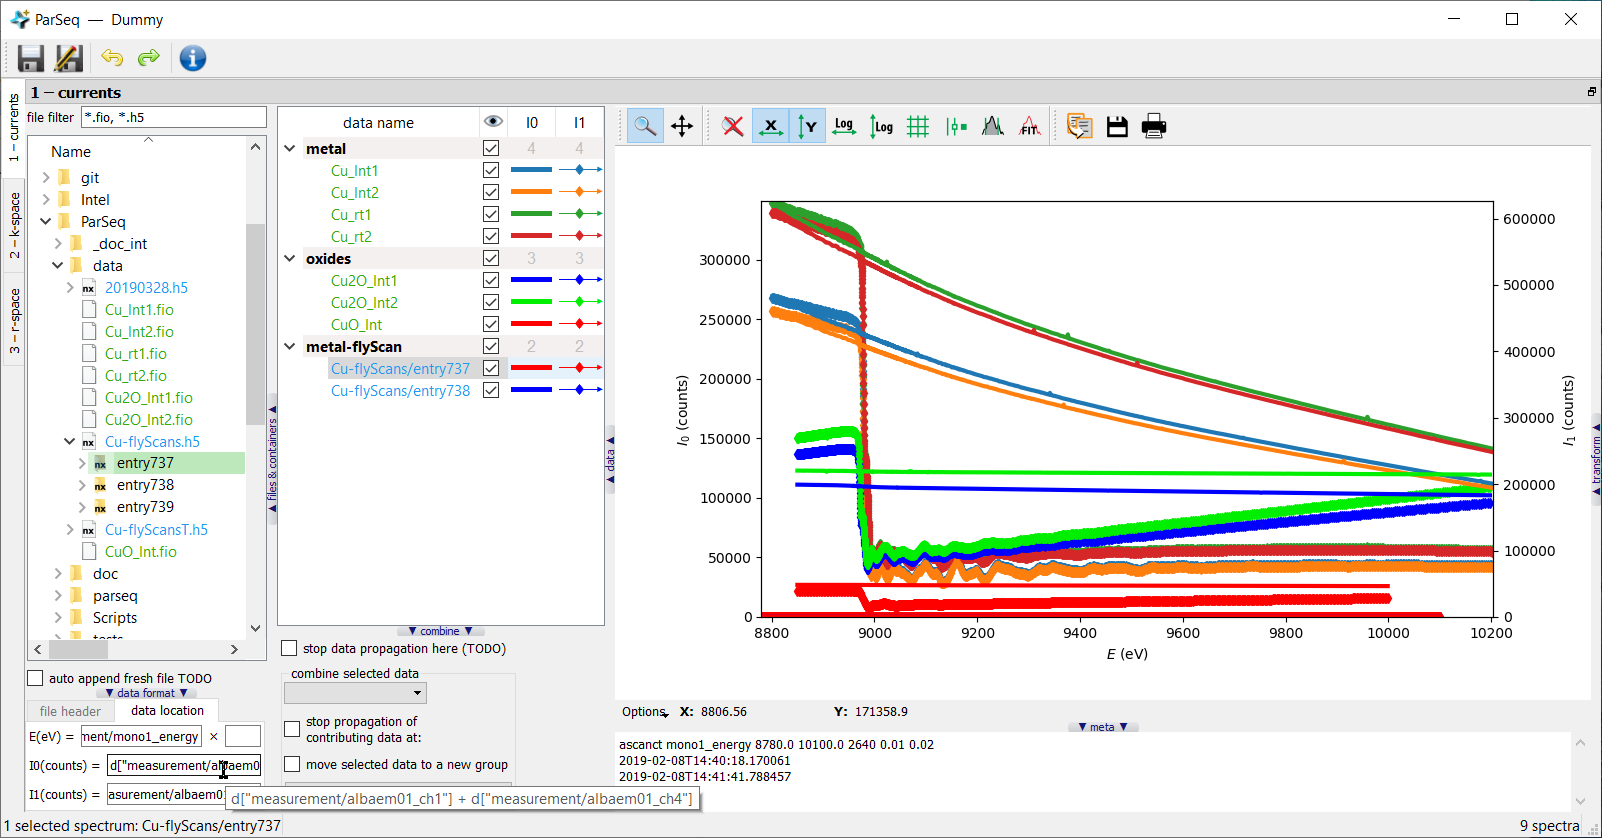 ParSeq — Dummy
1 – currents
1 – currents
2 – k-space
3 – r-space
file filter *.fio, *.h5
Name
git
Intel
ParSeq
_doc_int
data
20190328.h5
Cu_Int1.fio
Cu_Int2.fio
Cu_rt1.fio
Cu_rt2.fio
Cu2O_Int1.fio
Cu2O_Int2.fio
Cu-flyScans.h5
entry737
entry738
entry739
Cu-flyScansT.h5
CuO_Int.fio
doc
parseq
Scripts
tests
files & containers
auto append fresh file TODO
data format
file header data location
E(eV) = ment/mono1_energy ×
I0(counts) = d["measurement/albaem0
I1(counts) = asurement/albaem0
d["measurement/albaem01_ch1"] + d["measurement/albaem01_ch4"]
data name I0 I1
metal 4 4
Cu_Int1
Cu_Int2
Cu_rt1
Cu_rt2
oxides 3 3
Cu2O_Int1
Cu2O_Int2
CuO_Int
metal-flyScan 2 2
Cu-flyScans/entry737
Cu-flyScans/entry738
combine
stop data propagation here (TODO)
combine selected data
stop propagation of
contributing data at:
move selected data to a new group
data
X Y Log Log FIT
I0 (counts)
300000
250000
200000
150000
100000
50000
0
8800 9000 9200 9400 9600 9800 10000 10200
E (eV)
600000
500000
400000
300000
200000
100000
0
I1 (counts)
transform
Options X: 8806.56 Y: 171358.9
meta
ascanct mono1_energy 8780.0 10100.0 2640 0.01 0.02
2019-02-08T14:40:18.170061
2019-02-08T14:41:41.788457
1 selected spectrum: Cu-flyScans/entry737
9 spectra